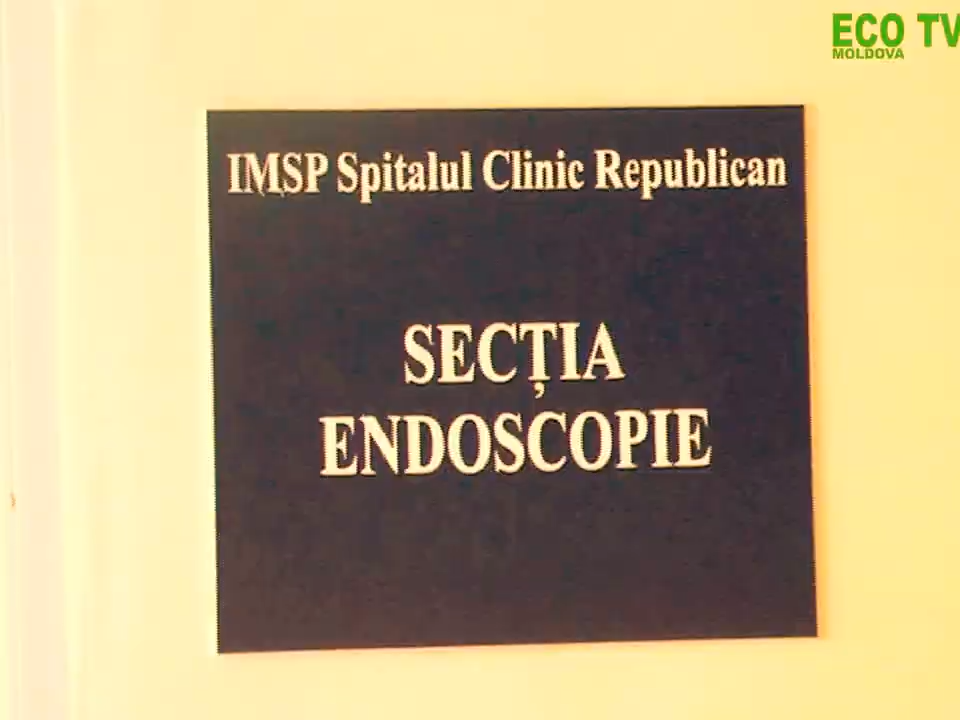 ECO TV
MOLDOVA
IMSP Spitalul Clinic Republican
SECȚIA
ENDOSCOPIE